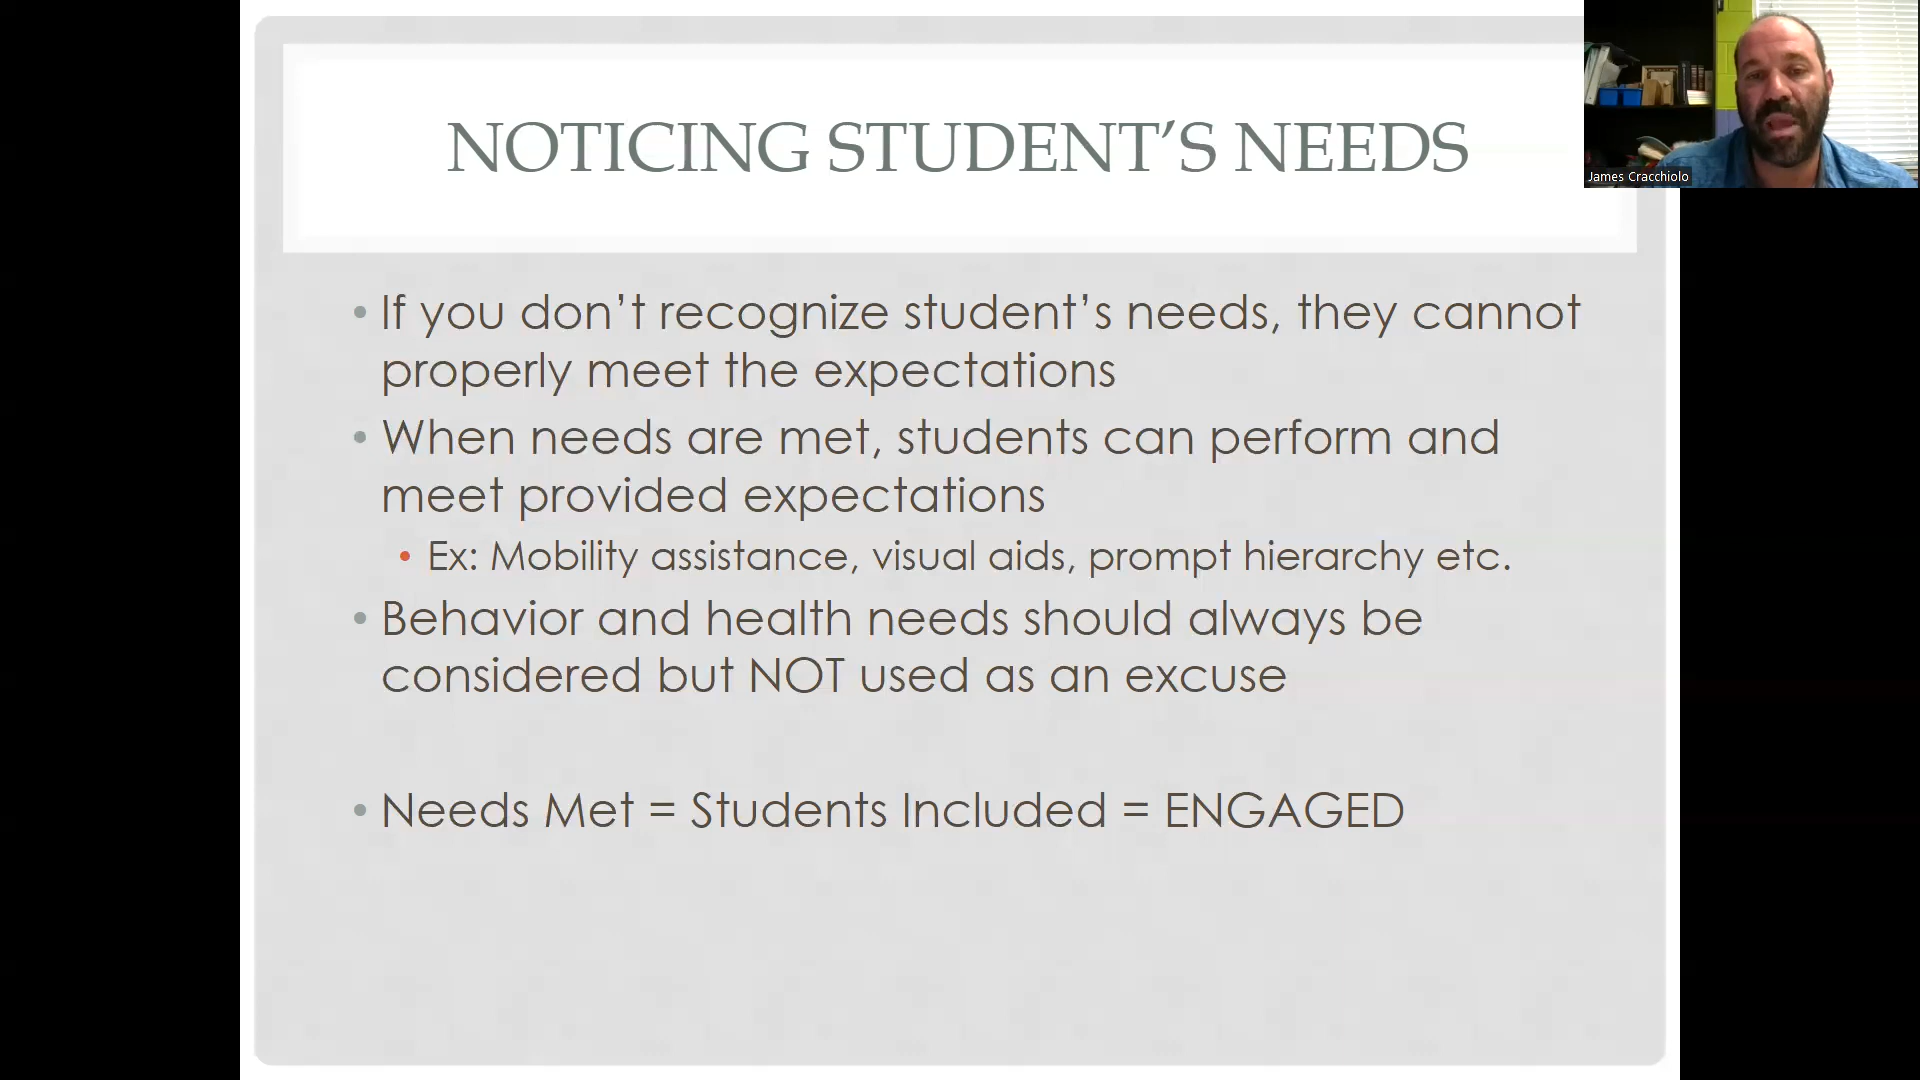 NOTICING STUDENT’S NEEDS
James Cracchiolo
• If you don’t recognize student’s needs, they cannot
properly meet the expectations
• When needs are met, students can perform and
meet provided expectations
• Ex: Mobility assistance, visual aids, prompt hierarchy etc.
• Behavior and health needs should always be
considered but NOT used as an excuse
• Needs Met = Students Included = ENGAGED